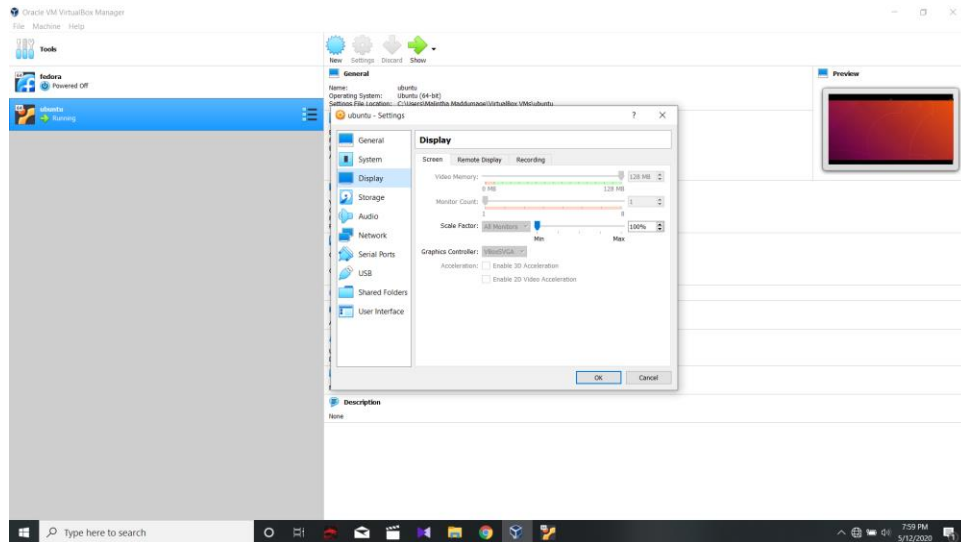 Oracle VM VirtualBox Manager
File Machine Help
Tools
New Settings Discard Show
fedora
Powered Off
ubuntu
Running
General
Name: ubuntu
Operating System: Ubuntu (64-bit)
Settings File Location: C:\Users\Malintha Maddumage\VirtualBox VMs\ubuntu
Preview
ubuntu - Settings
General
System
Display
Storage
Audio
Network
Serial Ports
USB
Shared Folders
User Interface
Display
Screen Remote Display Recording
Video Memory: 128 MB
0 MB 128 MB
Monitor Count: 1
1 8
Scale Factor: All Monitors 100%
Min Max
Graphics Controller: VBoxSVGA
Acceleration: Enable 3D Acceleration
Enable 2D Video Acceleration
OK Cancel
Description
None
Type here to search
7:59 PM
5/12/2020